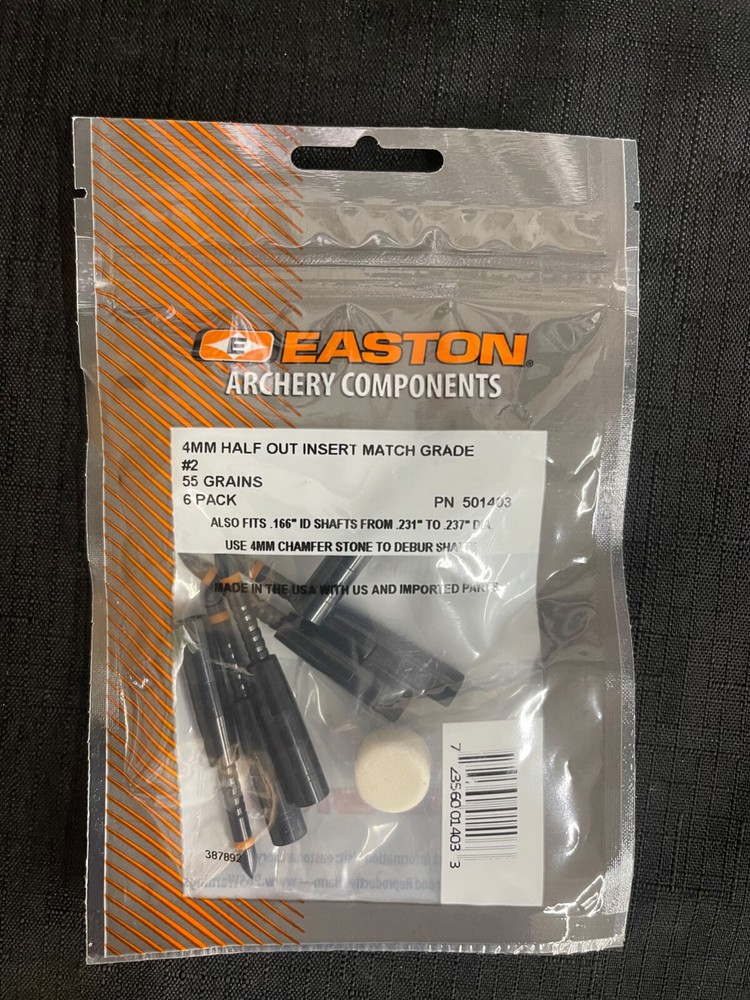 E EASTON®
ARCHERY COMPONENTS
4MM HALF OUT INSERT MATCH GRADE
#2
55 GRAINS
6 PACK PN 501403
ALSO FITS .166" ID SHAFTS FROM .231" TO .237" DIA.
USE 4MM CHAMFER STONE TO DEBUR SHAFTS
MADE IN THE USA WITH US AND IMPORTED PARTS
7 23560 01403 3
387892